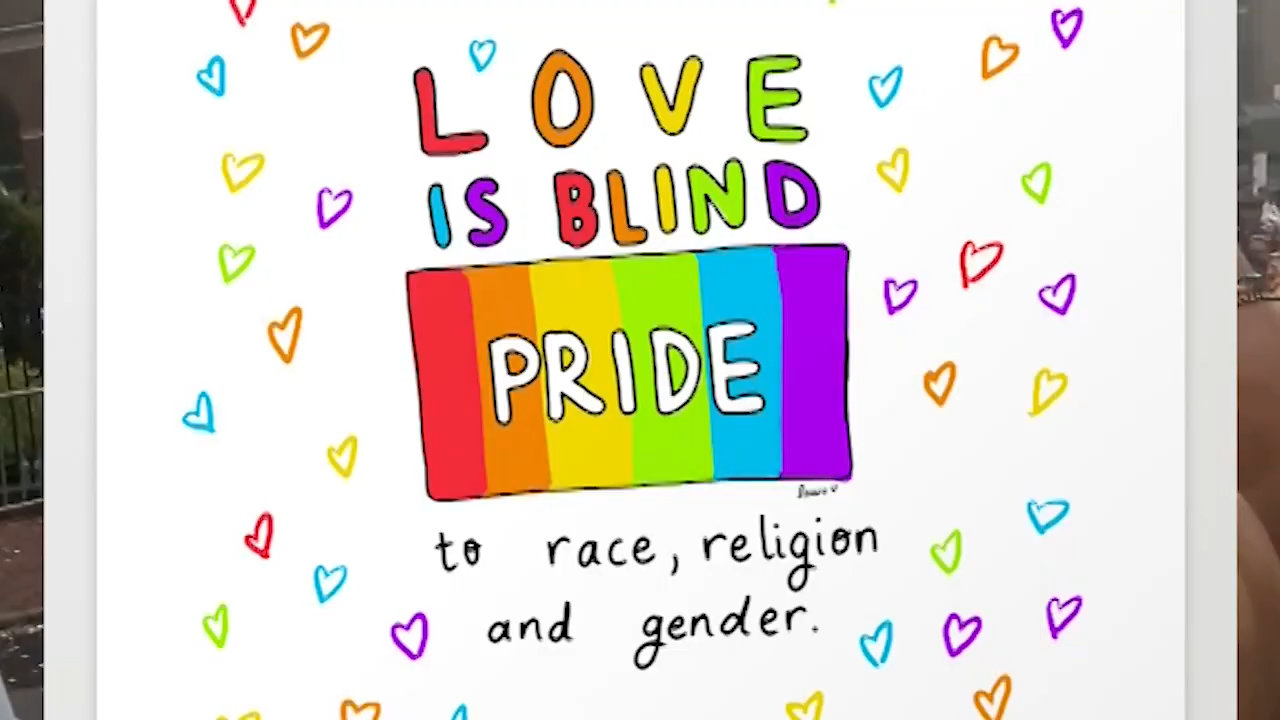 LOVE
IS BLIND
PRIDE
to race, religion
and gender.